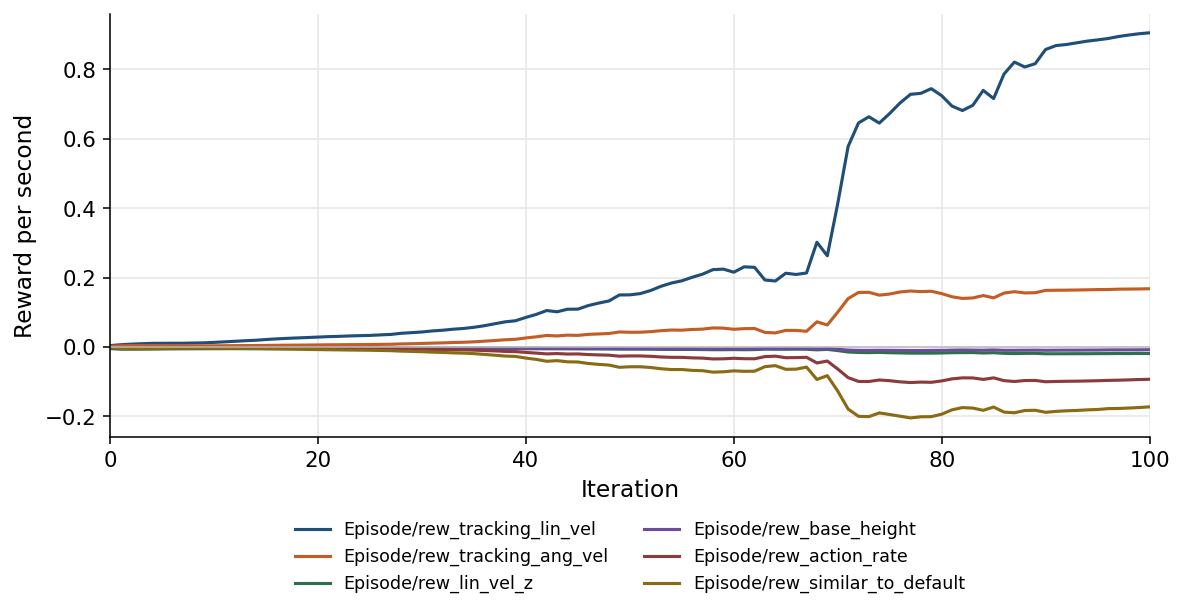 Reward per second
0.8
0.6
0.4
0.2
0.0
−0.2
0 20 40 60 80 100
Iteration
Episode/rew_tracking_lin_vel
Episode/rew_tracking_ang_vel
Episode/rew_lin_vel_z
Episode/rew_base_height
Episode/rew_action_rate
Episode/rew_similar_to_default